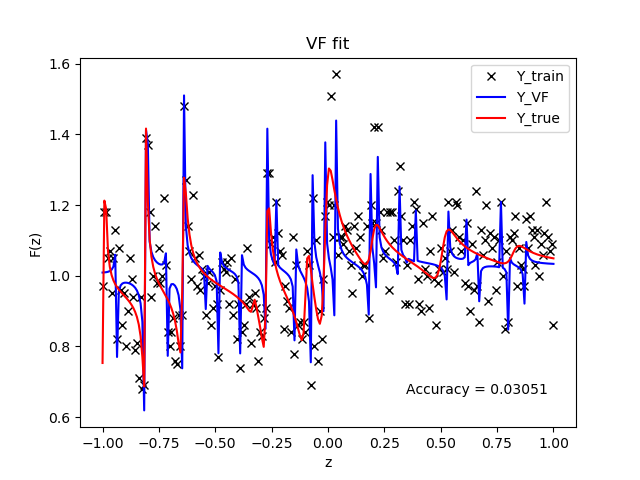 VF fit
1.6
1.4
1.2
1.0
0.8
0.6
F(z)
Y_train
Y_VF
Y_true
Accuracy = 0.03051
−1.00 −0.75 −0.50 −0.25 0.00 0.25 0.50 0.75 1.00
z